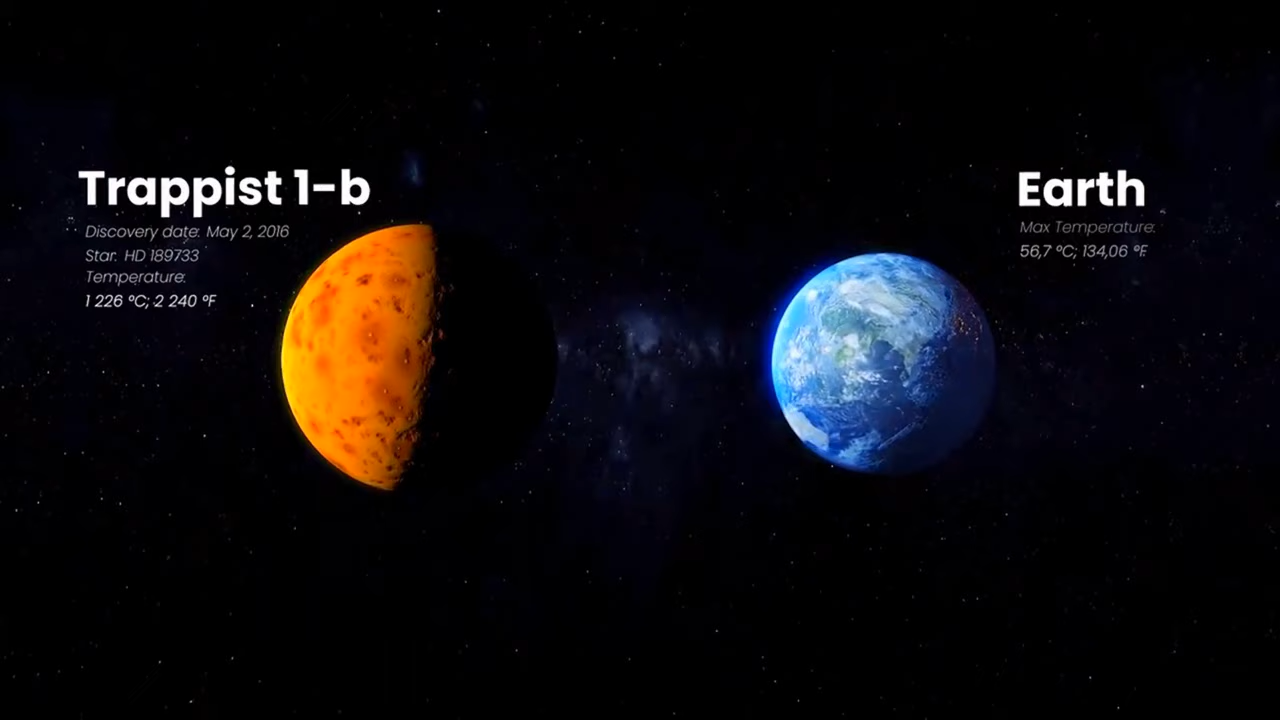 Trappist 1-b
Discovery date: May 2, 2016
Star: HD 189733
Temperature:
1 226 °C; 2 240 °F
Earth
Max Temperature:
56,7 °C; 134,06 °F